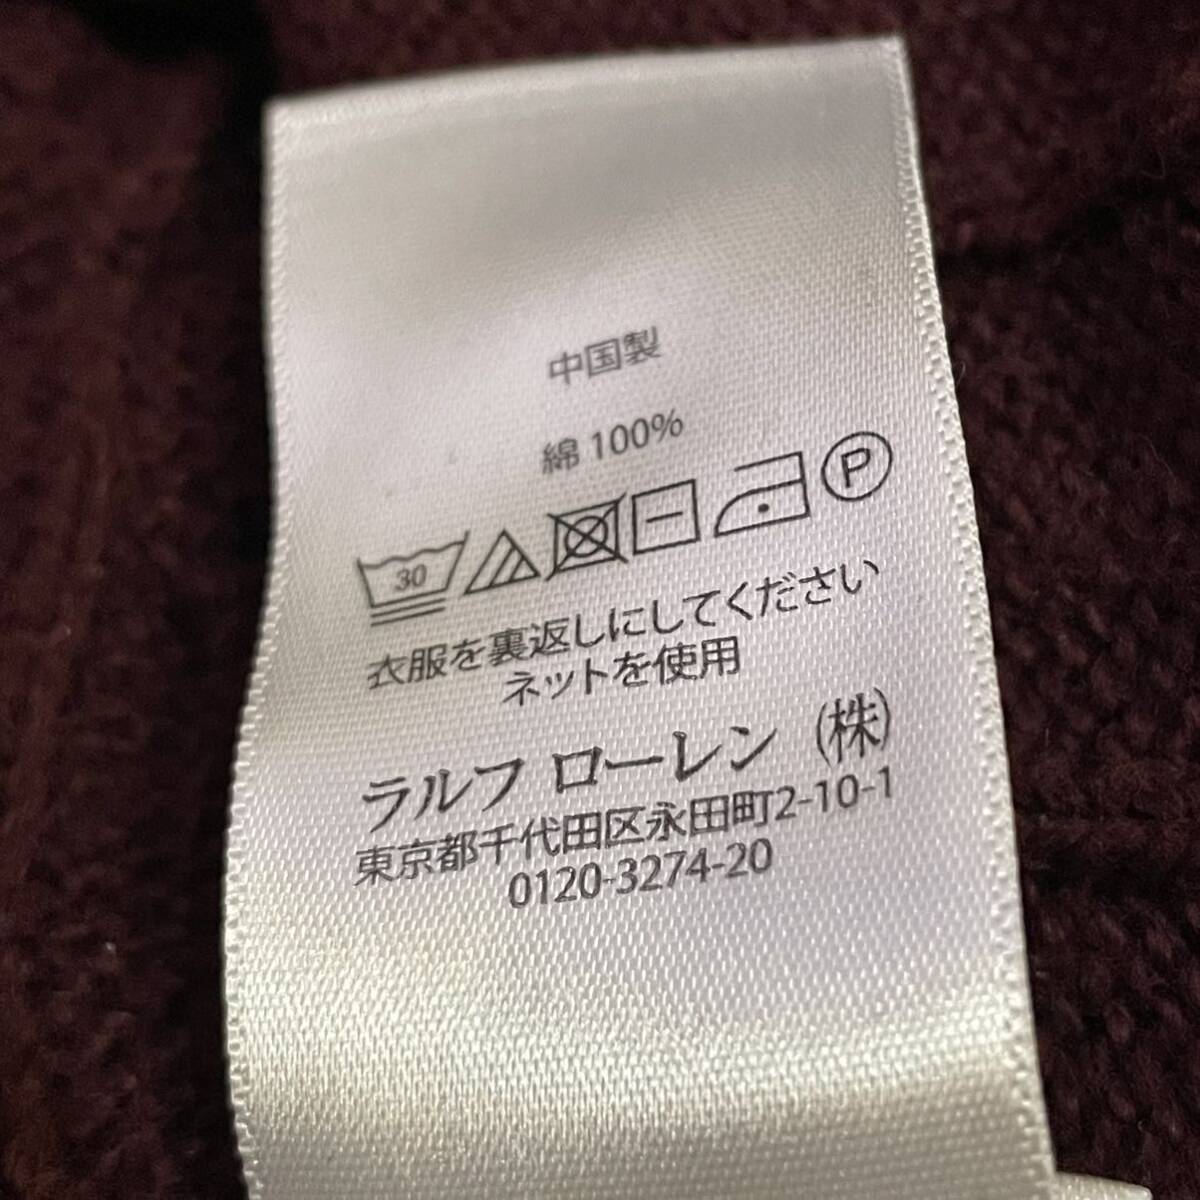 中国製
綿 100%
30 P
衣服を裏返しにしてください
ネットを使用
ラルフ ローレン (株)
東京都千代田区永田町2-10-1
0120-3274-20